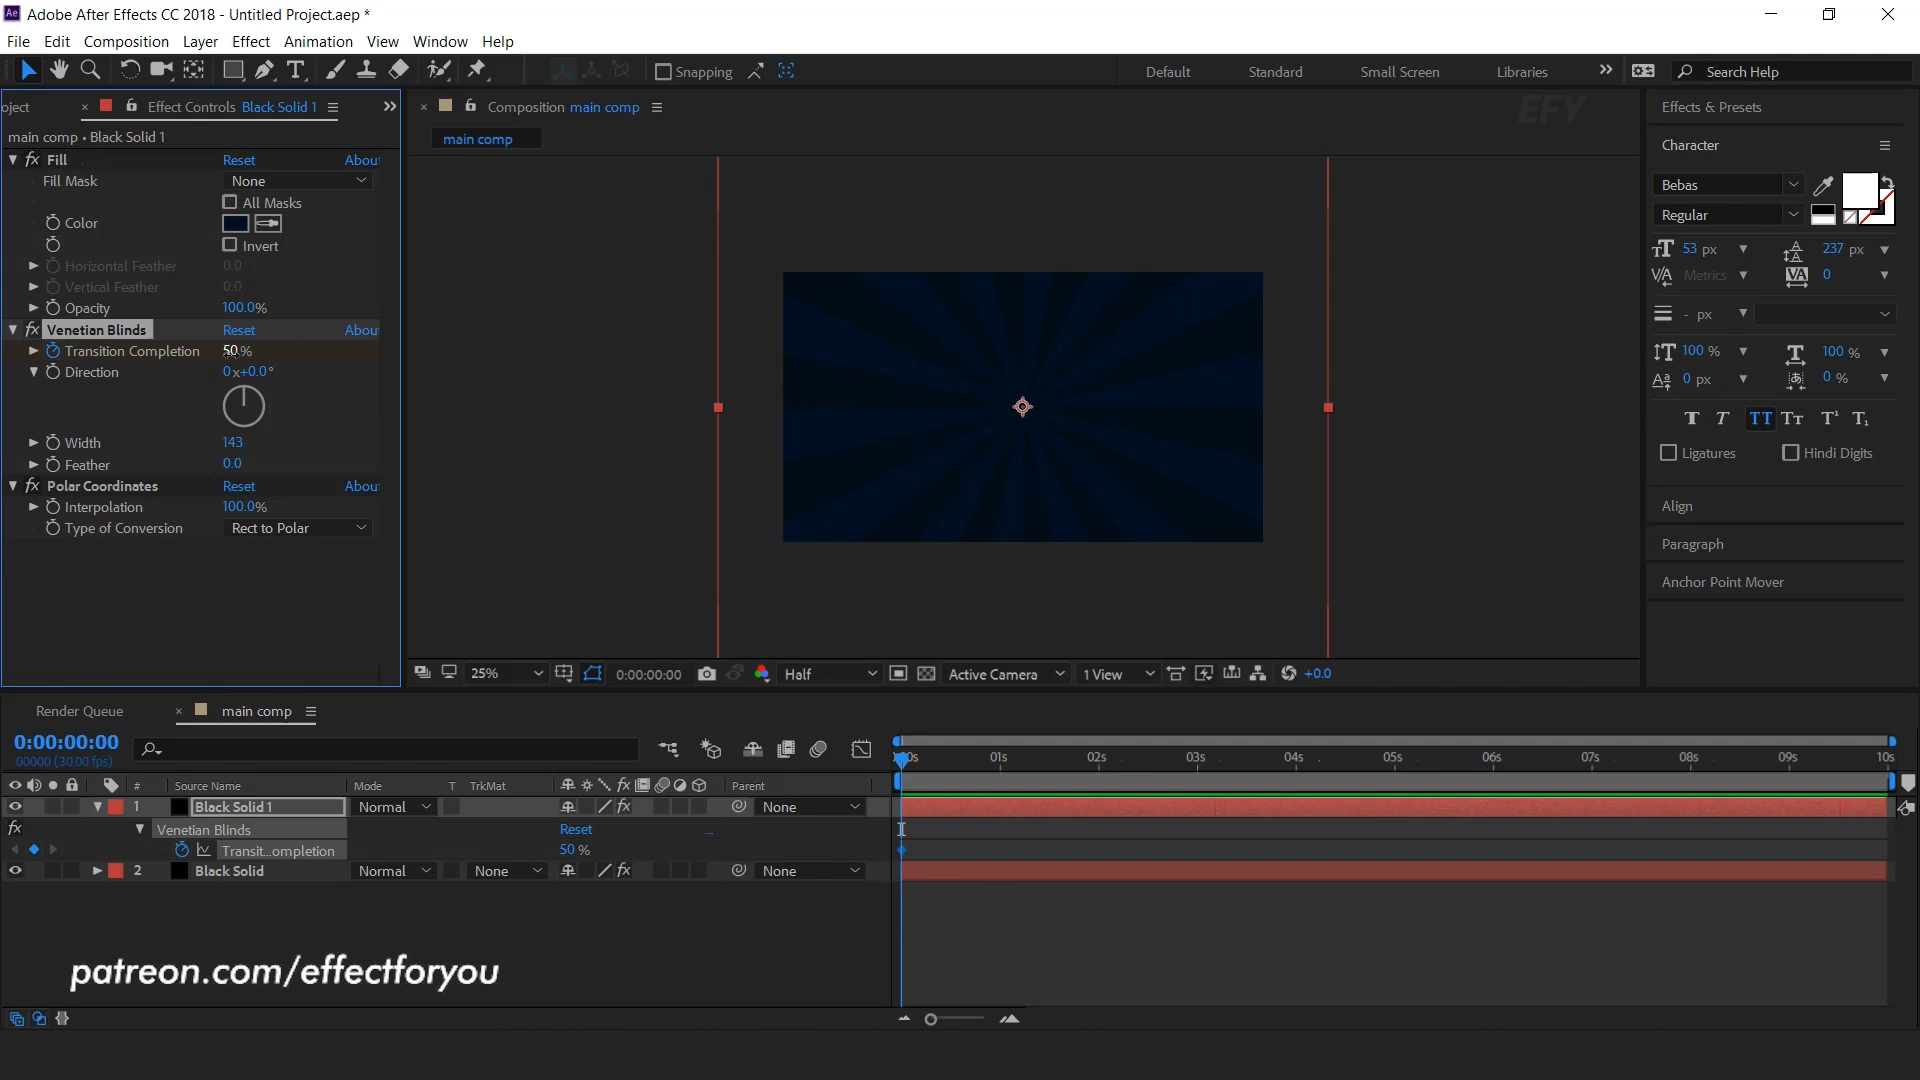 Adobe After Effects CC 2018 - Untitled Project.aep *
File Edit Composition Layer Effect Animation View Window Help
Snapping Default Standard Small Screen Libraries Search Help
oject Effect Controls Black Solid 1
main comp • Black Solid 1
Fill Reset Abou
Fill Mask None
All Masks
Color
Invert
Horizontal Feather 0.0
Vertical Feather 0.0
Opacity 100.0%
Venetian Blinds Reset Abou
Transition Completion 50 %
Direction 0x+0.0°
Width 143
Feather 0.0
Polar Coordinates Reset Abou
Interpolation 100.0%
Type of Conversion Rect to Polar
Composition main comp
EFY
main comp
25% 0:00:00:00 Half Active Camera 1 View +0.0
Effects & Presets
Character
Bebas
Regular
53 px 237 px
Metrics 0
- px
100 % 100 %
0 px 0 %
Ligatures Hindi Digits
Align
Paragraph
Anchor Point Mover
Render Queue main comp
0:00:00:00
00000 (30.00 fps)
01s 02s 03s 04s 05s 06s 07s 08s 09s 10s
# Source Name Mode T TrkMat Parent
1 Black Solid 1 Normal None
fx Venetian Blinds Reset ...
Transit...ompletion 50 %
2 Black Solid Normal None None
patreon.com/effectforyou